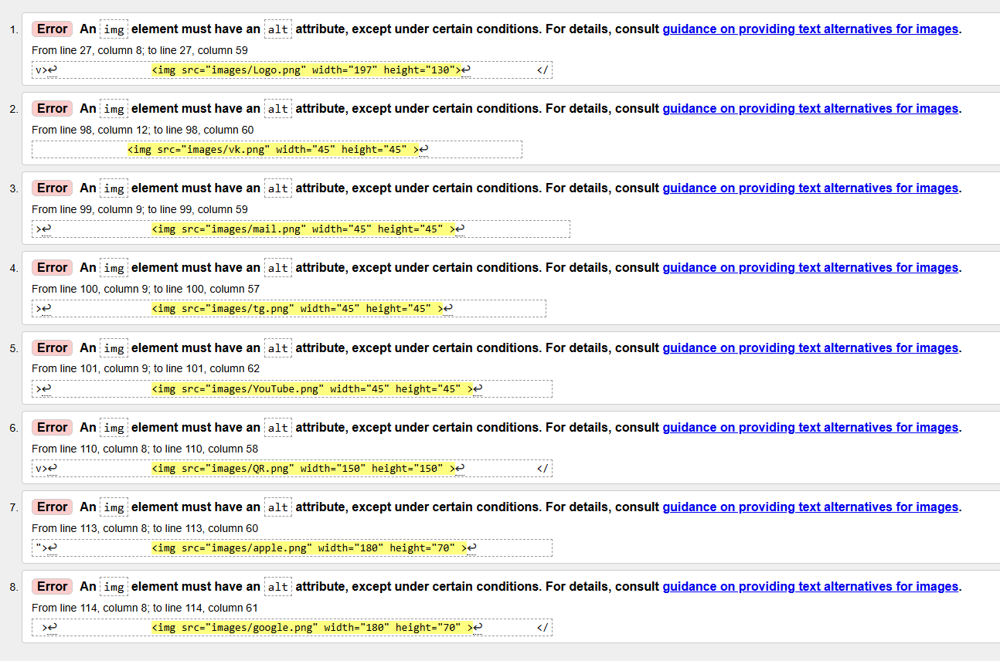 1. Error An img element must have an alt attribute, except under certain conditions. For details, consult guidance on providing text alternatives for images.
From line 27, column 8; to line 27, column 59
v>↩ <img src="images/Logo.png" width="197" height="130">↩ </
2. Error An img element must have an alt attribute, except under certain conditions. For details, consult guidance on providing text alternatives for images.
From line 98, column 12; to line 98, column 60
<img src="images/vk.png" width="45" height="45" >↩
3. Error An img element must have an alt attribute, except under certain conditions. For details, consult guidance on providing text alternatives for images.
From line 99, column 9; to line 99, column 59
>↩ <img src="images/mail.png" width="45" height="45" >↩
4. Error An img element must have an alt attribute, except under certain conditions. For details, consult guidance on providing text alternatives for images.
From line 100, column 9; to line 100, column 57
>↩ <img src="images/tg.png" width="45" height="45" >↩
5. Error An img element must have an alt attribute, except under certain conditions. For details, consult guidance on providing text alternatives for images.
From line 101, column 9; to line 101, column 62
>↩ <img src="images/YouTube.png" width="45" height="45" >↩
6. Error An img element must have an alt attribute, except under certain conditions. For details, consult guidance on providing text alternatives for images.
From line 110, column 8; to line 110, column 58
v>↩ <img src="images/QR.png" width="150" height="150" >↩ </
7. Error An img element must have an alt attribute, except under certain conditions. For details, consult guidance on providing text alternatives for images.
From line 113, column 8; to line 113, column 60
">↩ <img src="images/apple.png" width="180" height="70" >↩
8. Error An img element must have an alt attribute, except under certain conditions. For details, consult guidance on providing text alternatives for images.
From line 114, column 8; to line 114, column 61
>↩ <img src="images/google.png" width="180" height="70" >↩ </